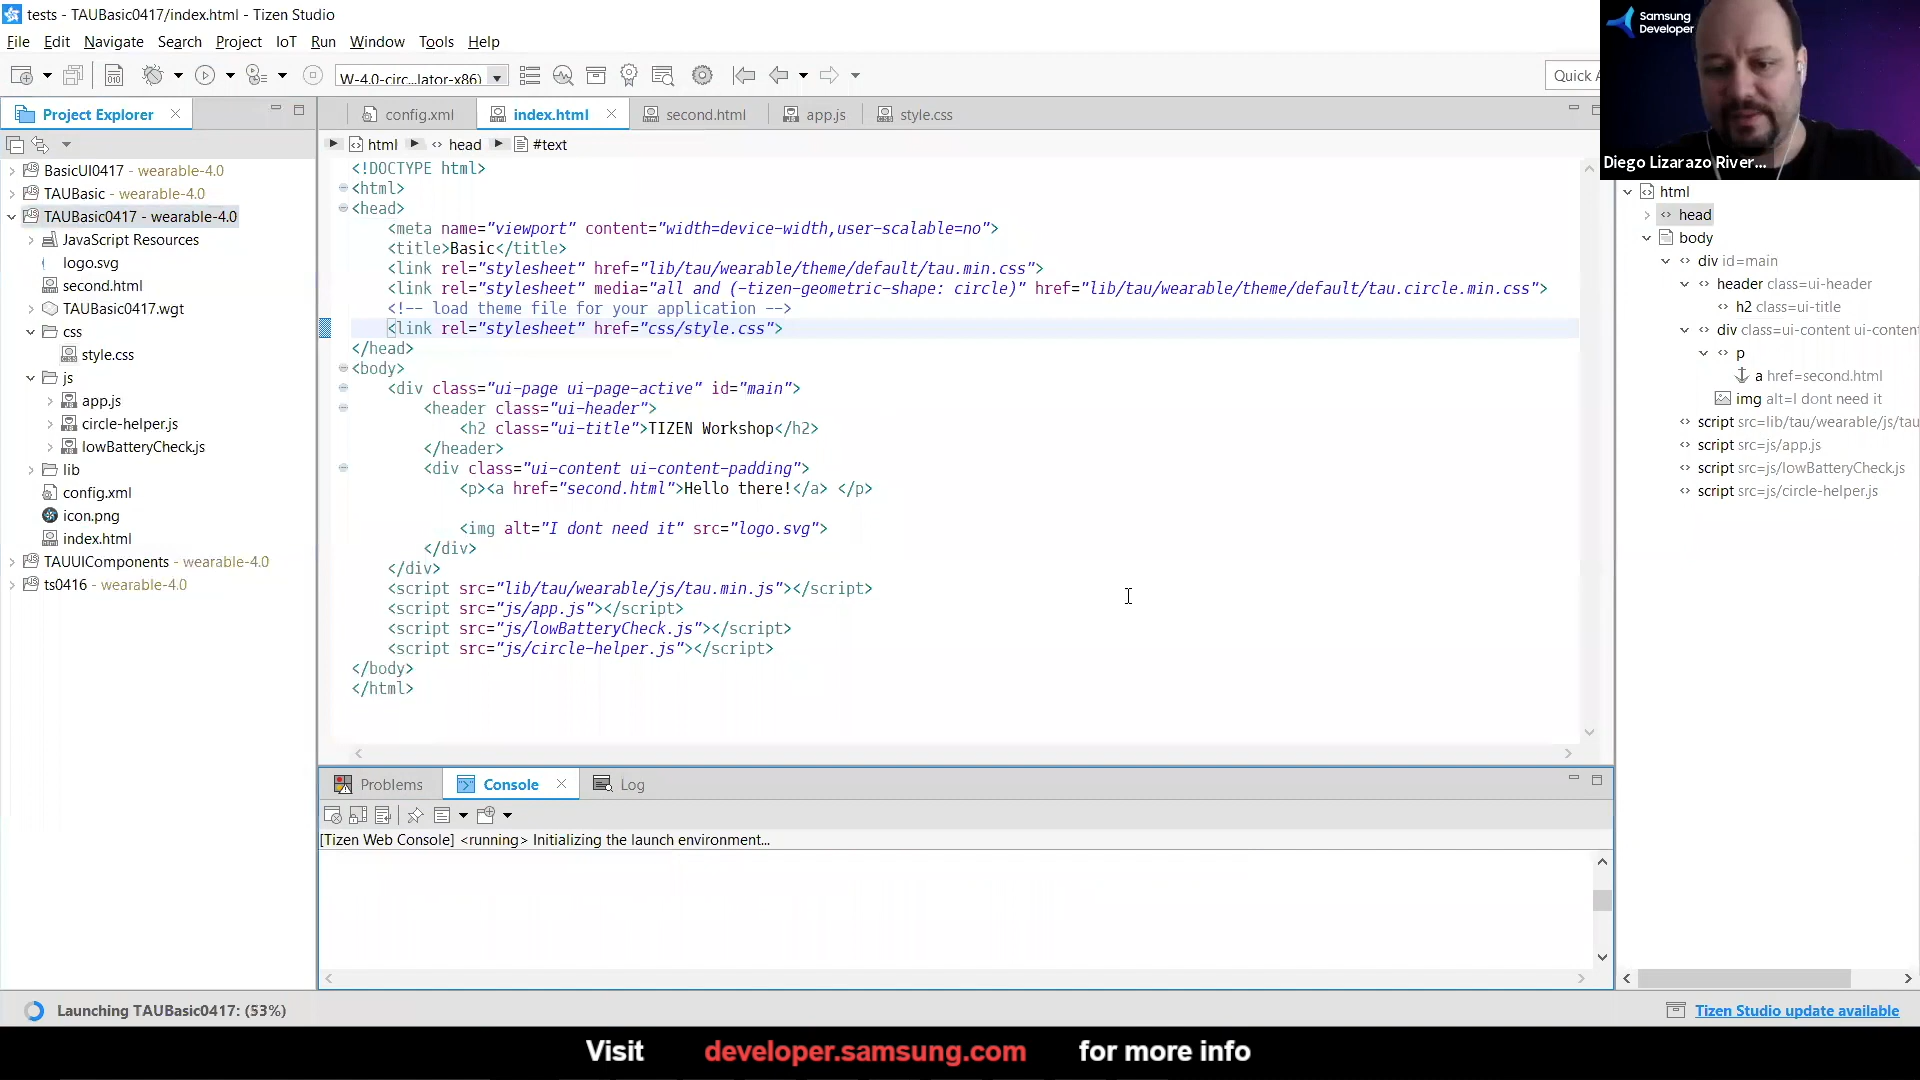 tests - TAUBasic0417/index.html - Tizen Studio
File Edit Navigate Search Project IoT Run Window Tools Help
W-4.0-circ...lator-x86)
Quick A
Samsung
Developer
Diego Lizarazo River...
Project Explorer
BasicUI0417 - wearable-4.0
TAUBasic - wearable-4.0
TAUBasic0417 - wearable-4.0
JavaScript Resources
logo.svg
second.html
TAUBasic0417.wgt
css
style.css
js
app.js
circle-helper.js
lowBatteryCheck.js
lib
config.xml
icon.png
index.html
TAUUIComponents - wearable-4.0
ts0416 - wearable-4.0
config.xml index.html second.html app.js style.css
html head #text
<!DOCTYPE html>
<html>
<head>
<meta name="viewport" content="width=device-width,user-scalable=no">
<title>Basic</title>
<link rel="stylesheet" href="lib/tau/wearable/theme/default/tau.min.css">
<link rel="stylesheet" media="all and (-tizen-geometric-shape: circle)" href="lib/tau/wearable/theme/default/tau.circle.min.css">
<!-- load theme file for your application -->
<link rel="stylesheet" href="css/style.css">
</head>
<body>
<div class="ui-page ui-page-active" id="main">
<header class="ui-header">
<h2 class="ui-title">TIZEN Workshop</h2>
</header>
<div class="ui-content ui-content-padding">
<p><a href="second.html">Hello there!</a> </p>
<img alt="I dont need it" src="logo.svg">
</div>
</div>
<script src="lib/tau/wearable/js/tau.min.js"></script>
<script src="js/app.js"></script>
<script src="js/lowBatteryCheck.js"></script>
<script src="js/circle-helper.js"></script>
</body>
</html>
html
head
body
div id=main
header class=ui-header
h2 class=ui-title
div class=ui-content ui-content
p
a href=second.html
img alt=I dont need it
script src=lib/tau/wearable/js/tau
script src=js/app.js
script src=js/lowBatteryCheck.js
script src=js/circle-helper.js
Problems Console Log
[Tizen Web Console] <running> Initializing the launch environment...
Launching TAUBasic0417: (53%)
Tizen Studio update available
Visit developer.samsung.com for more info